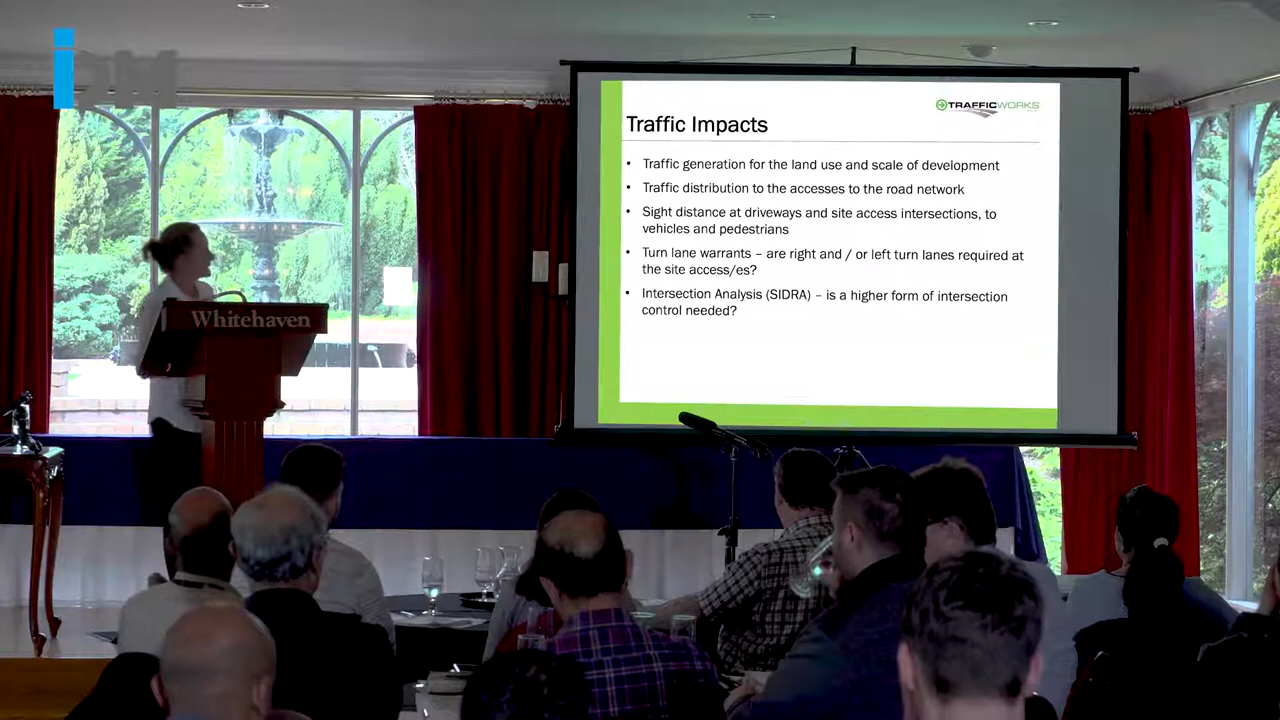 TRAFFICWORKS
Traffic Impacts
• Traffic generation for the land use and scale of development
• Traffic distribution to the accesses to the road network
• Sight distance at driveways and site access intersections, to
vehicles and pedestrians
• Turn lane warrants – are right and / or left turn lanes required at
the site access/es?
• Intersection Analysis (SIDRA) – is a higher form of intersection
control needed?
Whitehaven